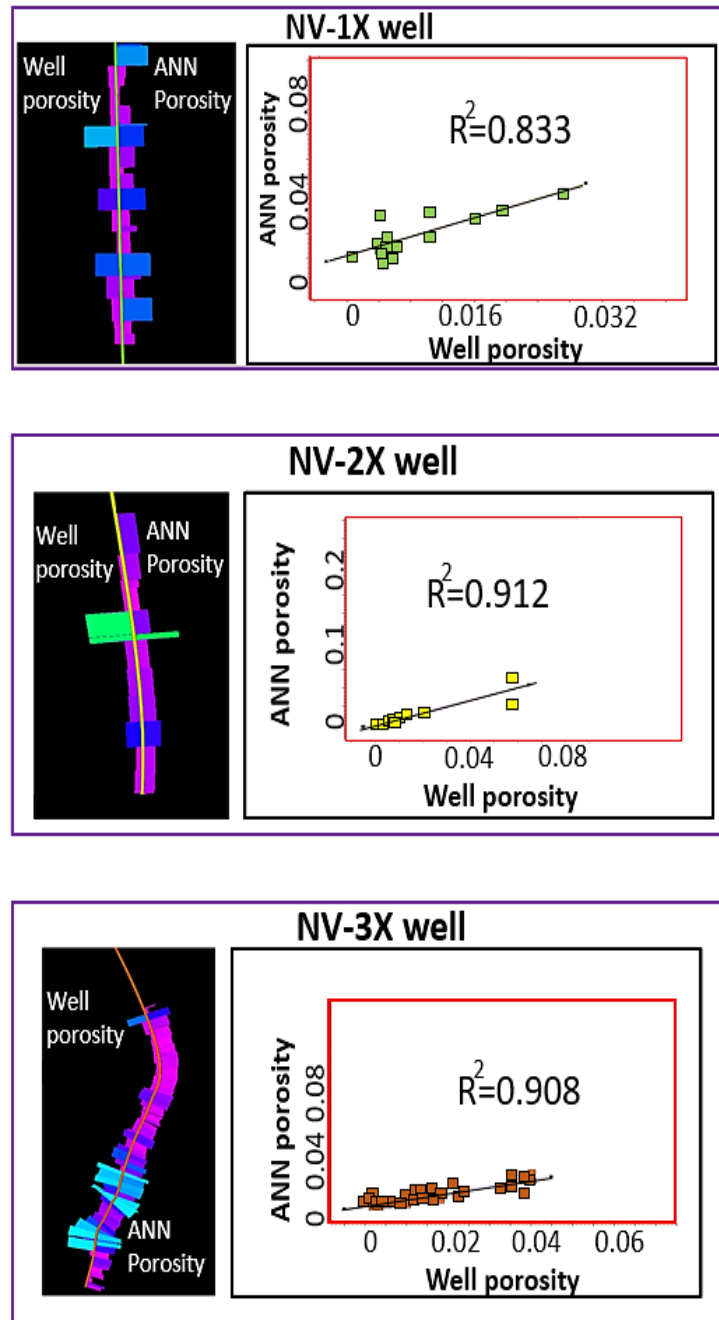 NV-1X well
Well porosity
ANN Porosity
ANN porosity
0.08
0.04
0
R²=0.833
0 0.016 0.032
Well porosity
NV-2X well
Well porosity
ANN Porosity
ANN porosity
0.2
0.1
0
R²=0.912
0 0.04 0.08
Well porosity
NV-3X well
Well porosity
ANN Porosity
ANN porosity
0.08
0.04
0
R²=0.908
0 0.02 0.04 0.06
Well porosity